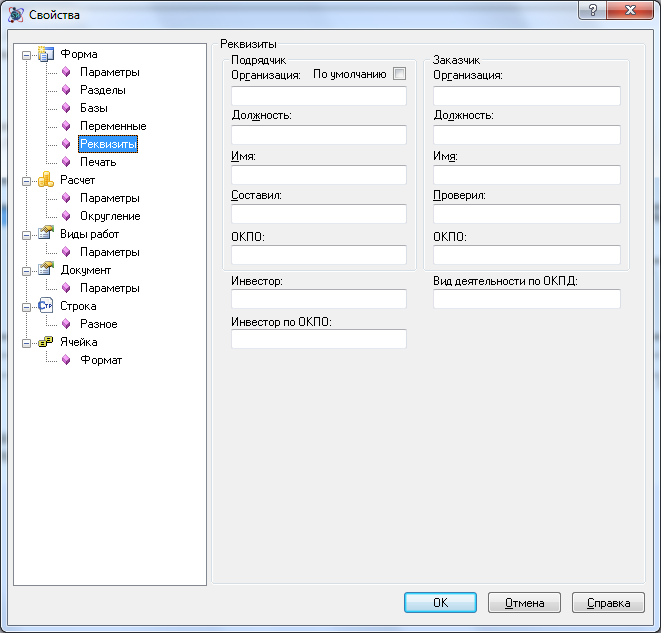 Свойства
Форма
Параметры
Разделы
Базы
Переменные
Реквизиты
Печать
Расчет
Параметры
Округление
Виды работ
Параметры
Документ
Параметры
Стр Строка
Разное
Ячейка
Формат
Реквизиты
Подрядчик
Организация: По умолчанию
Должность:
Имя:
Составил:
ОКПО:
Заказчик
Организация:
Должность:
Имя:
Проверил:
ОКПО:
Инвестор:
Вид деятельности по ОКПД:
Инвестор по ОКПО:
OK Отмена Справка